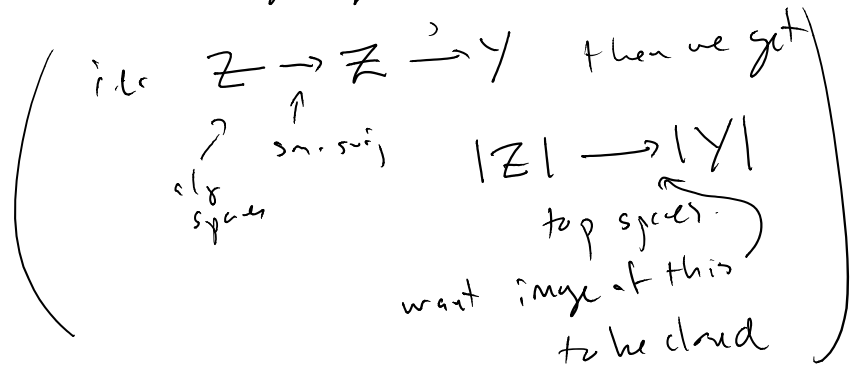 i.e. Z → Z → Y then we get
sm. surj
|Z| → |Y|
alg spaces
top spaces.
want image of this
to be closed